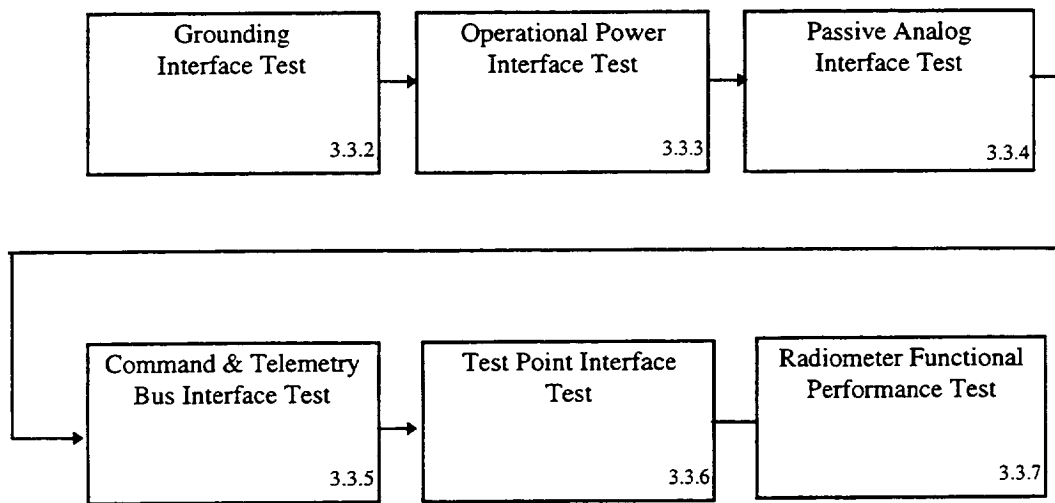 Grounding
Interface Test
3.3.2
Operational Power
Interface Test
3.3.3
Passive Analog
Interface Test
3.3.4
Command & Telemetry
Bus Interface Test
3.3.5
Test Point Interface
Test
3.3.6
Radiometer Functional
Performance Test
3.3.7